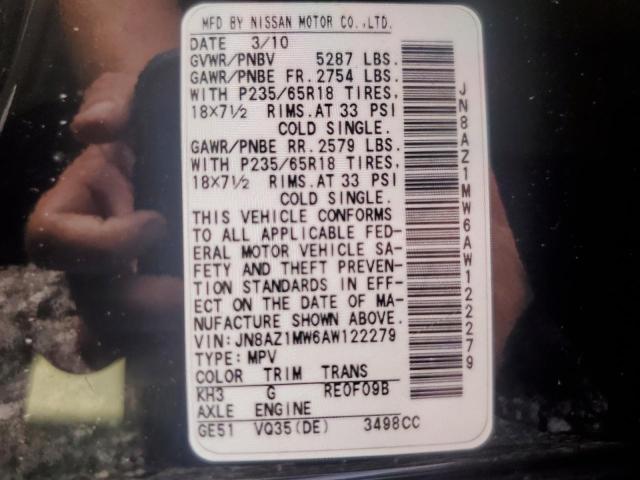 MFD BY NISSAN MOTOR CO.,LTD.
DATE 3/10
GVWR/PNBV 5287 LBS.
GAWR/PNBE FR. 2754 LBS.
WITH P235/65R18 TIRES,
18X7½ RIMS. AT 33 PSI
COLD SINGLE.
GAWR/PNBE RR. 2579 LBS.
WITH P235/65R18 TIRES,
18X7½ RIMS. AT 33 PSI
COLD SINGLE.
THIS VEHICLE CONFORMS
TO ALL APPLICABLE FED-
ERAL MOTOR VEHICLE SA-
FETY AND THEFT PREVEN-
TION STANDARDS IN EFF-
ECT ON THE DATE OF MA-
NUFACTURE SHOWN ABOVE.
VIN:JN8AZ1MW6AW122279
TYPE:MPV
COLOR TRIM TRANS
KH3 G RE0F09B
AXLE ENGINE
GE51 VQ35(DE) 3498CC
JN8AZ1MW6AW122279